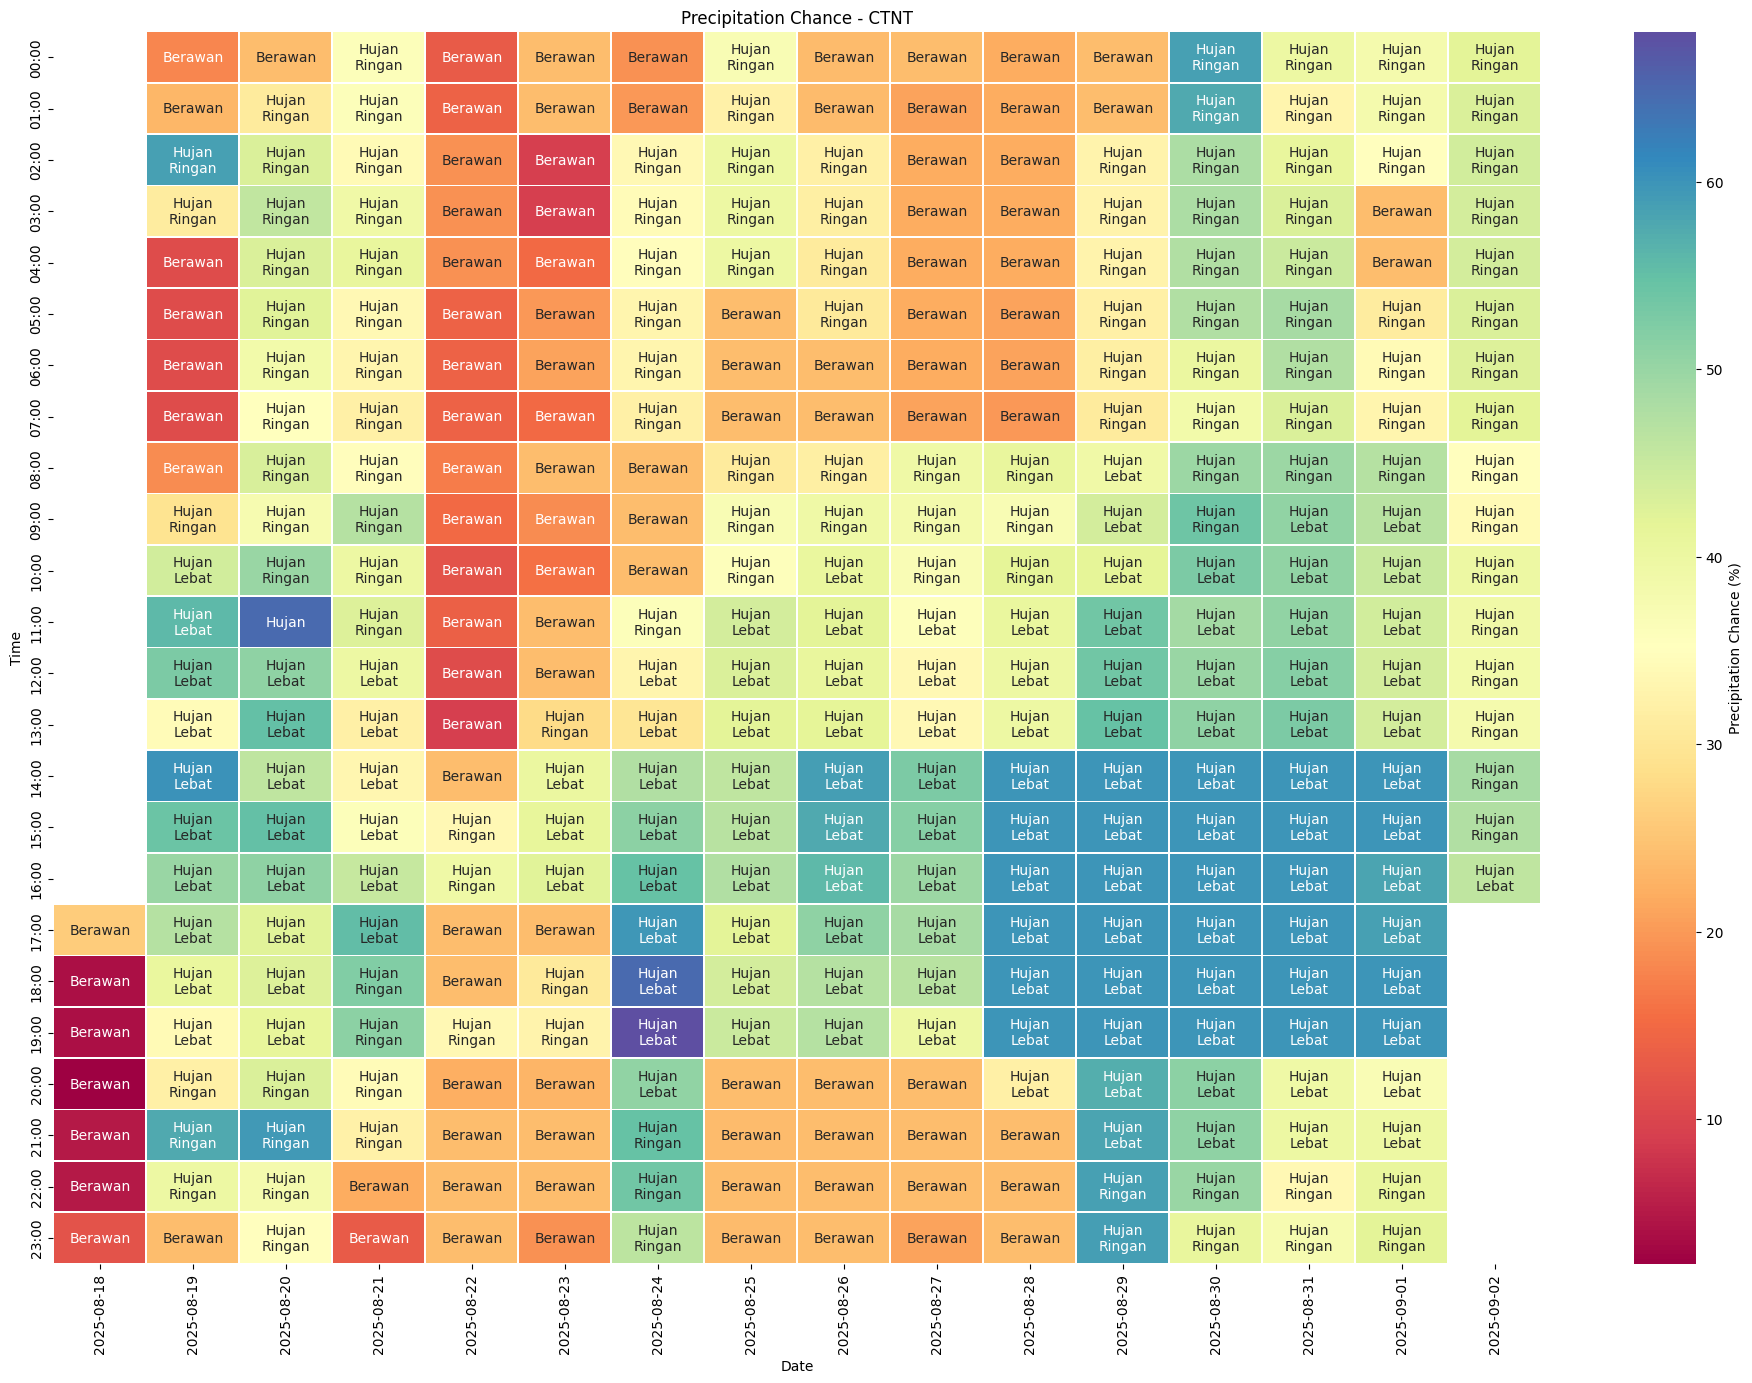 Precipitation Chance - CTNT
00:00 Berawan Berawan Hujan Ringan Berawan Berawan Berawan Hujan Ringan Berawan Berawan Berawan Berawan Hujan Ringan Hujan Ringan Hujan Ringan Hujan Ringan
01:00 Berawan Hujan Ringan Hujan Ringan Berawan Berawan Berawan Hujan Ringan Berawan Berawan Berawan Berawan Hujan Ringan Hujan Ringan Hujan Ringan Hujan Ringan
02:00 Hujan Ringan Hujan Ringan Hujan Ringan Berawan Berawan Hujan Ringan Hujan Ringan Hujan Ringan Berawan Berawan Hujan Ringan Hujan Ringan Hujan Ringan Hujan Ringan Hujan Ringan
03:00 Hujan Ringan Hujan Ringan Hujan Ringan Berawan Berawan Hujan Ringan Hujan Ringan Hujan Ringan Berawan Berawan Hujan Ringan Hujan Ringan Hujan Ringan Berawan Hujan Ringan
04:00 Berawan Hujan Ringan Hujan Ringan Berawan Berawan Hujan Ringan Hujan Ringan Hujan Ringan Berawan Berawan Hujan Ringan Hujan Ringan Hujan Ringan Berawan Hujan Ringan
05:00 Berawan Hujan Ringan Hujan Ringan Berawan Berawan Hujan Ringan Berawan Hujan Ringan Berawan Berawan Hujan Ringan Hujan Ringan Hujan Ringan Hujan Ringan Hujan Ringan
06:00 Berawan Hujan Ringan Hujan Ringan Berawan Berawan Hujan Ringan Berawan Berawan Berawan Berawan Hujan Ringan Hujan Ringan Hujan Ringan Hujan Ringan Hujan Ringan
07:00 Berawan Hujan Ringan Hujan Ringan Berawan Berawan Hujan Ringan Berawan Berawan Berawan Berawan Hujan Ringan Hujan Ringan Hujan Ringan Hujan Ringan Hujan Ringan
08:00 Berawan Hujan Ringan Hujan Ringan Berawan Berawan Berawan Hujan Ringan Hujan Ringan Hujan Ringan Hujan Ringan Hujan Lebat Hujan Ringan Hujan Ringan Hujan Ringan Hujan Ringan
09:00 Hujan Ringan Hujan Ringan Hujan Ringan Berawan Berawan Berawan Hujan Ringan Hujan Ringan Hujan Ringan Hujan Ringan Hujan Lebat Hujan Ringan Hujan Lebat Hujan Lebat Hujan Ringan
10:00 Hujan Lebat Hujan Ringan Hujan Ringan Berawan Berawan Berawan Hujan Ringan Hujan Lebat Hujan Ringan Hujan Ringan Hujan Lebat Hujan Lebat Hujan Lebat Hujan Lebat Hujan Ringan
11:00 Hujan Lebat Hujan Hujan Ringan Berawan Berawan Hujan Ringan Hujan Lebat Hujan Lebat Hujan Lebat Hujan Lebat Hujan Lebat Hujan Lebat Hujan Lebat Hujan Lebat Hujan Ringan
12:00 Hujan Lebat Hujan Lebat Hujan Lebat Berawan Berawan Hujan Lebat Hujan Lebat Hujan Lebat Hujan Lebat Hujan Lebat Hujan Lebat Hujan Lebat Hujan Lebat Hujan Lebat Hujan Ringan
13:00 Hujan Lebat Hujan Lebat Hujan Lebat Berawan Hujan Ringan Hujan Lebat Hujan Lebat Hujan Lebat Hujan Lebat Hujan Lebat Hujan Lebat Hujan Lebat Hujan Lebat Hujan Lebat Hujan Ringan
14:00 Hujan Lebat Hujan Lebat Hujan Lebat Berawan Hujan Lebat Hujan Lebat Hujan Lebat Hujan Lebat Hujan Lebat Hujan Lebat Hujan Lebat Hujan Lebat Hujan Lebat Hujan Lebat Hujan Ringan
15:00 Hujan Lebat Hujan Lebat Hujan Lebat Hujan Ringan Hujan Lebat Hujan Lebat Hujan Lebat Hujan Lebat Hujan Lebat Hujan Lebat Hujan Lebat Hujan Lebat Hujan Lebat Hujan Lebat Hujan Ringan
16:00 Hujan Lebat Hujan Lebat Hujan Lebat Hujan Ringan Hujan Lebat Hujan Lebat Hujan Lebat Hujan Lebat Hujan Lebat Hujan Lebat Hujan Lebat Hujan Lebat Hujan Lebat Hujan Lebat Hujan Lebat
17:00 Berawan Hujan Lebat Hujan Lebat Hujan Lebat Berawan Berawan Hujan Lebat Hujan Lebat Hujan Lebat Hujan Lebat Hujan Lebat Hujan Lebat Hujan Lebat Hujan Lebat Hujan Lebat
18:00 Berawan Hujan Lebat Hujan Lebat Hujan Ringan Berawan Hujan Ringan Hujan Lebat Hujan Lebat Hujan Lebat Hujan Lebat Hujan Lebat Hujan Lebat Hujan Lebat Hujan Lebat Hujan Lebat
19:00 Berawan Hujan Lebat Hujan Lebat Hujan Ringan Hujan Ringan Hujan Ringan Hujan Lebat Hujan Lebat Hujan Lebat Hujan Lebat Hujan Lebat Hujan Lebat Hujan Lebat Hujan Lebat Hujan Lebat
20:00 Berawan Hujan Ringan Hujan Ringan Hujan Ringan Berawan Berawan Hujan Lebat Berawan Berawan Berawan Hujan Lebat Hujan Lebat Hujan Lebat Hujan Lebat Hujan Lebat
21:00 Berawan Hujan Ringan Hujan Ringan Hujan Ringan Berawan Berawan Hujan Ringan Berawan Berawan Berawan Berawan Hujan Lebat Hujan Lebat Hujan Lebat Hujan Lebat
22:00 Berawan Hujan Ringan Hujan Ringan Berawan Berawan Berawan Hujan Ringan Berawan Berawan Berawan Berawan Hujan Ringan Hujan Ringan Hujan Ringan Hujan Ringan
23:00 Berawan Berawan Hujan Ringan Berawan Berawan Berawan Hujan Ringan Berawan Berawan Berawan Berawan Hujan Ringan Hujan Ringan Hujan Ringan Hujan Ringan
Time
2025-08-18 2025-08-19 2025-08-20 2025-08-21 2025-08-22 2025-08-23 2025-08-24 2025-08-25 2025-08-26 2025-08-27 2025-08-28 2025-08-29 2025-08-30 2025-08-31 2025-09-01 2025-09-02
Date
60
50
40
30
20
10
Precipitation Chance (%)